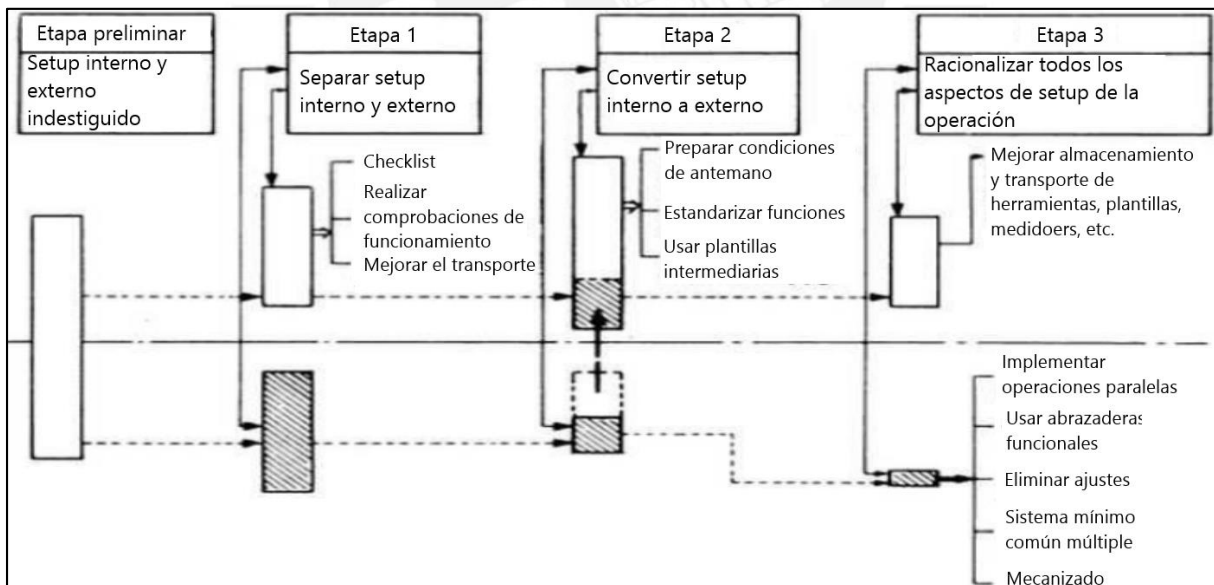 Etapa preliminar
Setup interno y
externo
indestiguido
Etapa 1
Separar setup
interno y externo
Checklist
Realizar
comprobaciones de
funcionamiento
Mejorar el transporte
Etapa 2
Convertir setup
interno a externo
Preparar condiciones
de antemano
Estandarizar funciones
Usar plantillas
intermediarias
Etapa 3
Racionalizar todos los
aspectos de setup de la
operación
Mejorar almacenamiento
y transporte de
herramientas, plantillas,
medidoers, etc.
Implementar
operaciones paralelas
Usar abrazaderas
funcionales
Eliminar ajustes
Sistema mínimo
común múltiple
Mecanizado